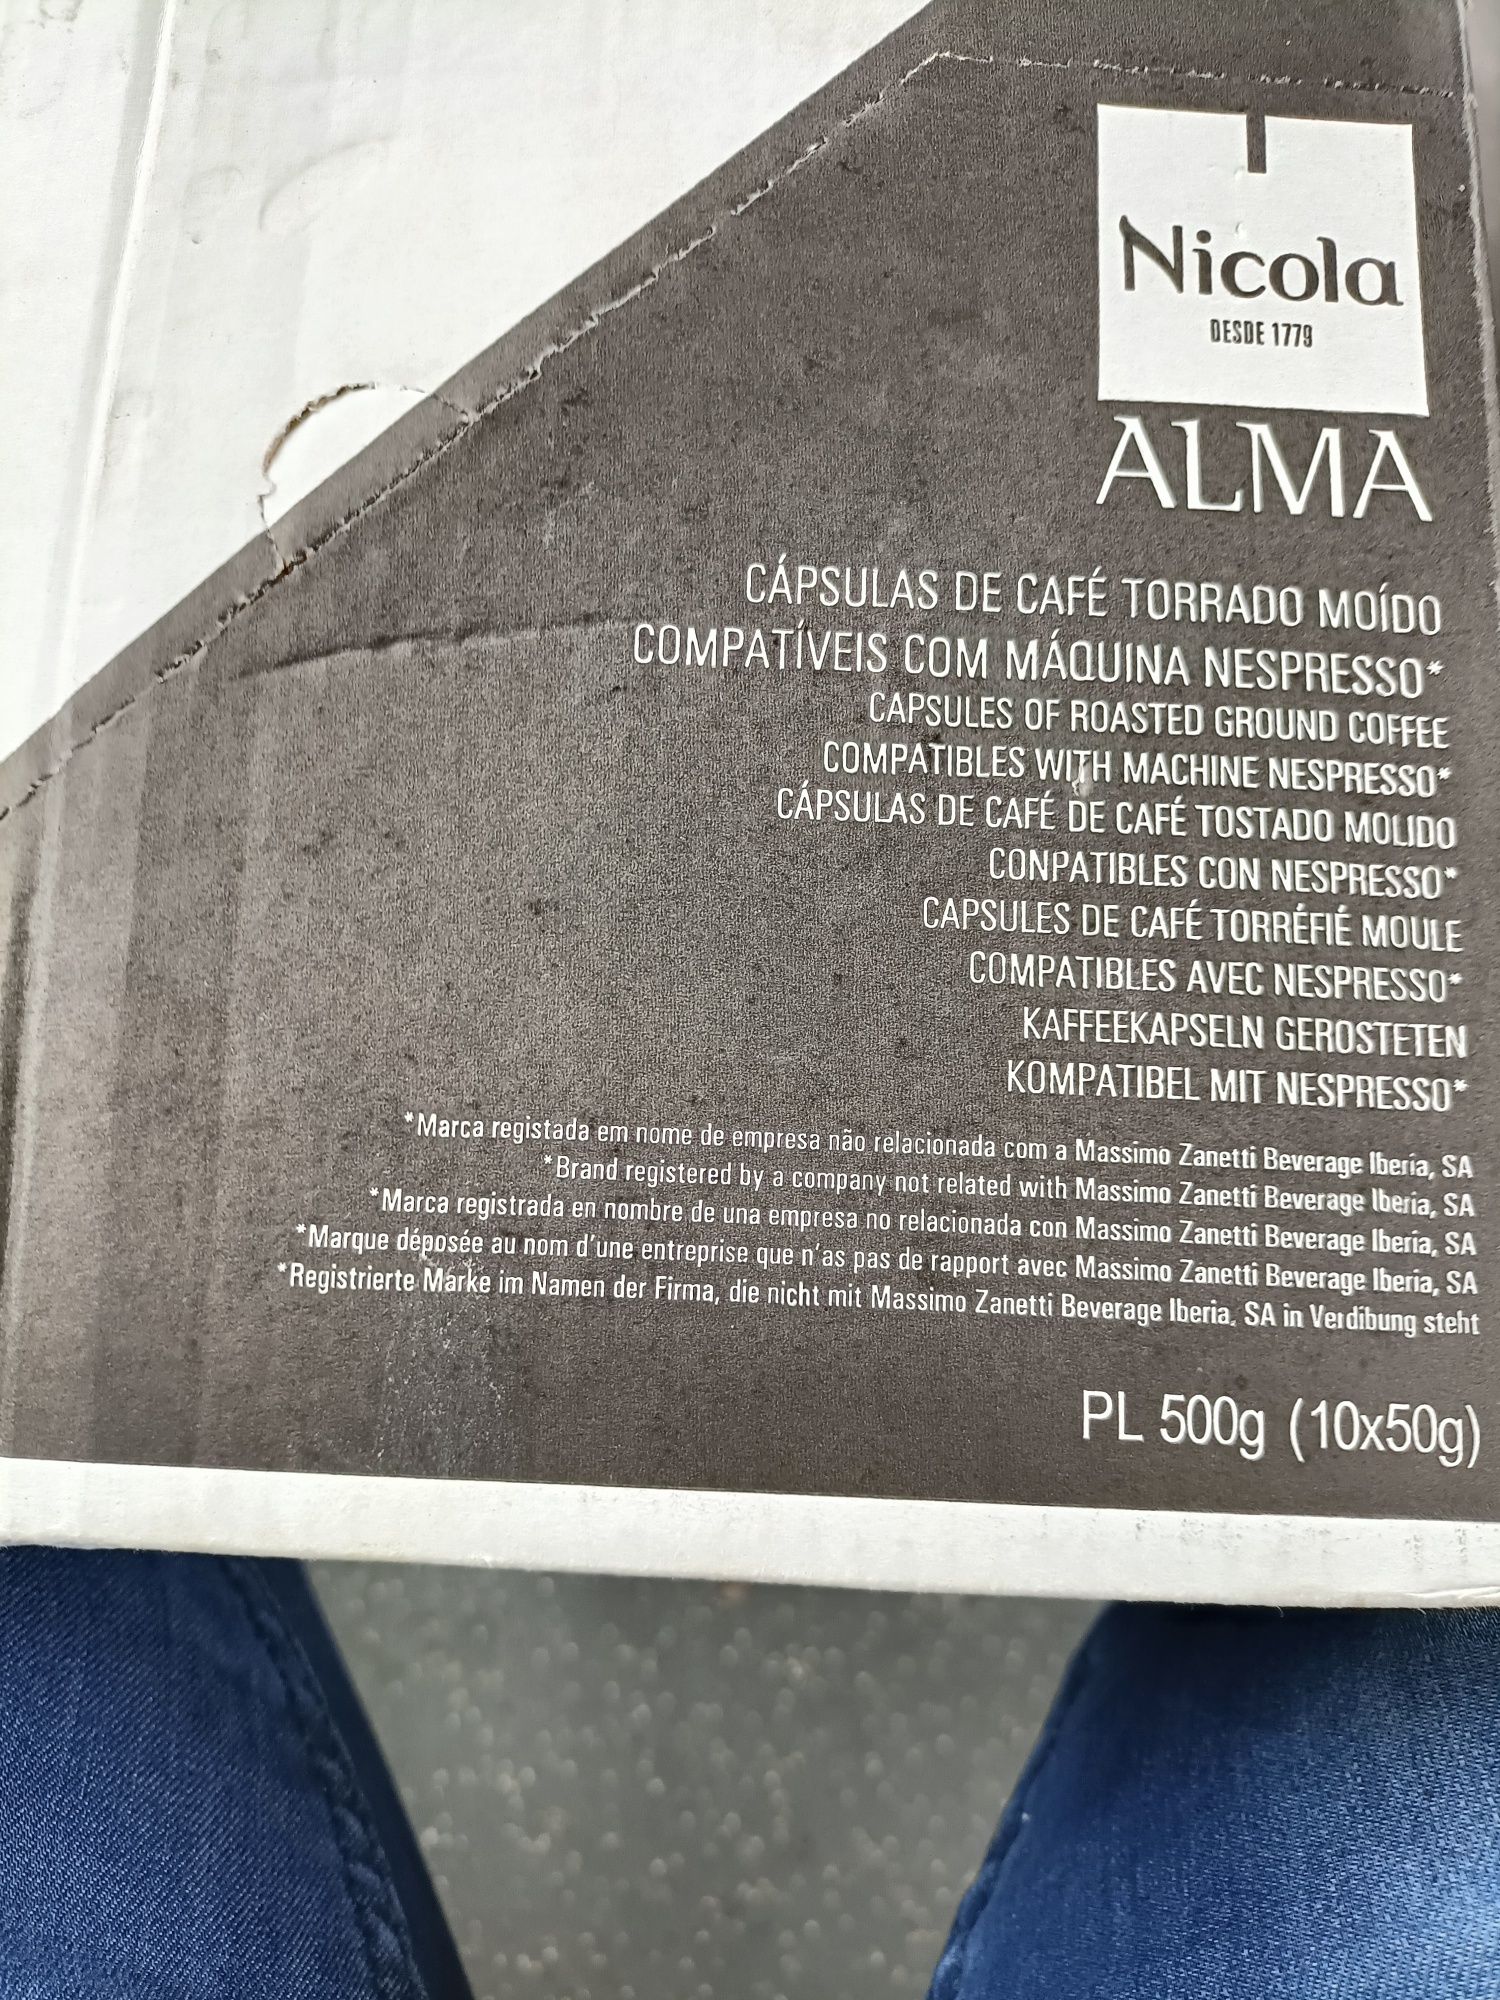 Nicola
DESDE 1779
ALMA
CÁPSULAS DE CAFÉ TORRADO MOÍDO
COMPATÍVEIS COM MÁQUINA NESPRESSO*
CAPSULES OF ROASTED GROUND COFFEE
COMPATIBLES WITH MACHINE NESPRESSO*
CÁPSULAS DE CAFÉ DE CAFÉ TOSTADO MOLIDO
CONPATIBLES CON NESPRESSO*
CAPSULES DE CAFÉ TORRÉFIÉ MOULE
COMPATIBLES AVEC NESPRESSO*
KAFFEEKAPSELN GEROSTETEN
KOMPATIBEL MIT NESPRESSO*
*Marca registada em nome de empresa não relacionada com a Massimo Zanetti Beverage Iberia, SA
*Brand registered by a company not related with Massimo Zanetti Beverage Iberia, SA
*Marca registrada en nombre de una empresa no relacionada con Massimo Zanetti Beverage Iberia, SA
*Marque déposée au nom d'une entreprise que n'as pas de rapport avec Massimo Zanetti Beverage Iberia, SA
*Registrierte Marke im Namen der Firma, die nicht mit Massimo Zanetti Beverage Iberia, SA in Verdibung steht
PL 500g (10x50g)